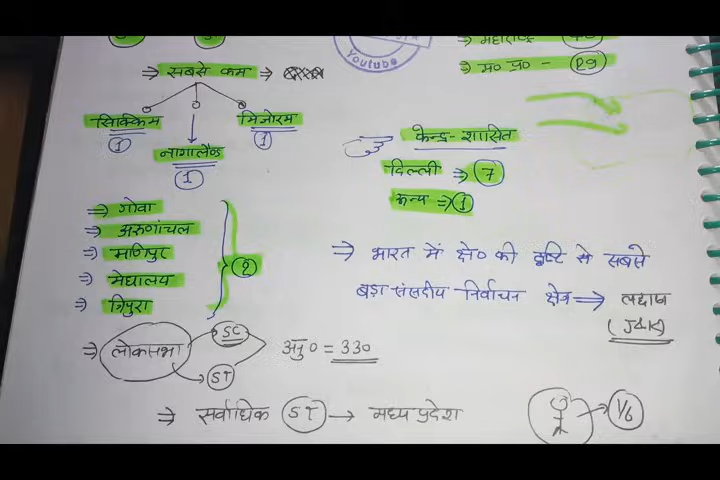 ⇒ महाराष्ट्र
⇒ म० प्र० - 29
Youtube
⇒ सबसे कम ⇒
सिक्किम
1
मिजोरम
1
नागालैण्ड
1
केन्द्र-शासित
दिल्ली ⇒ 7
अन्य ⇒ 1
⇒ गोवा
⇒ अरुणांचल
⇒ मणिपुर
⇒ मेघालय
⇒ त्रिपुरा
2
⇒ भारत में क्षे० की दृष्टि से सबसे
बड़ा संसदीय निर्वाचन क्षेत्र ⇒ लद्दाख
(J&K)
⇒ लोकसभा
SC
ST
अनु० = 330
⇒ सर्वाधिक ST → मध्य प्रदेश
1/6